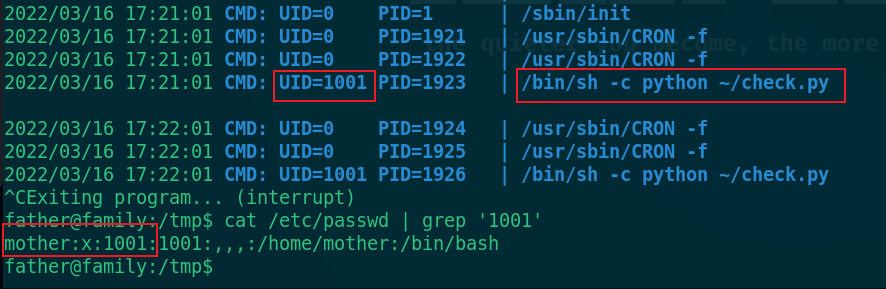 2022/03/16 17:21:01 CMD: UID=0 PID=1 | /sbin/init
2022/03/16 17:21:01 CMD: UID=0 PID=1921 | /usr/sbin/CRON -f
2022/03/16 17:21:01 CMD: UID=0 PID=1922 | /usr/sbin/CRON -f
2022/03/16 17:21:01 CMD: UID=1001 PID=1923 | /bin/sh -c python ~/check.py
2022/03/16 17:22:01 CMD: UID=0 PID=1924 | /usr/sbin/CRON -f
2022/03/16 17:22:01 CMD: UID=0 PID=1925 | /usr/sbin/CRON -f
2022/03/16 17:22:01 CMD: UID=1001 PID=1926 | /bin/sh -c python ~/check.py
^CExiting program... (interrupt)
father@family:/tmp$ cat /etc/passwd | grep '1001'
mother:x:1001:1001:,,,:/home/mother:/bin/bash
father@family:/tmp$